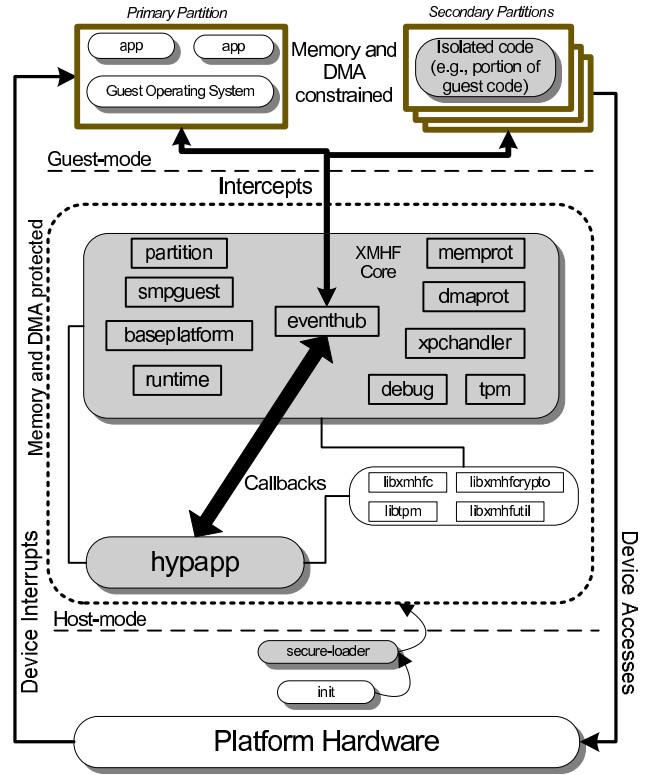 Primary Partition
Secondary Partitions
app
app
Guest Operating System
Memory and
DMA
constrained
Isolated code
(e.g., portion of
guest code)
Guest-mode
Intercepts
Memory and DMA protected
partition
smpguest
baseplatform
runtime
XMHF
Core
eventhub
memprot
dmaprot
xpchandler
debug
tpm
Callbacks
libxmhfc
libxmhfcrypto
libtpm
libxmhfutil
hypapp
Device Interrupts
Device Accesses
Host-mode
secure-loader
init
Platform Hardware